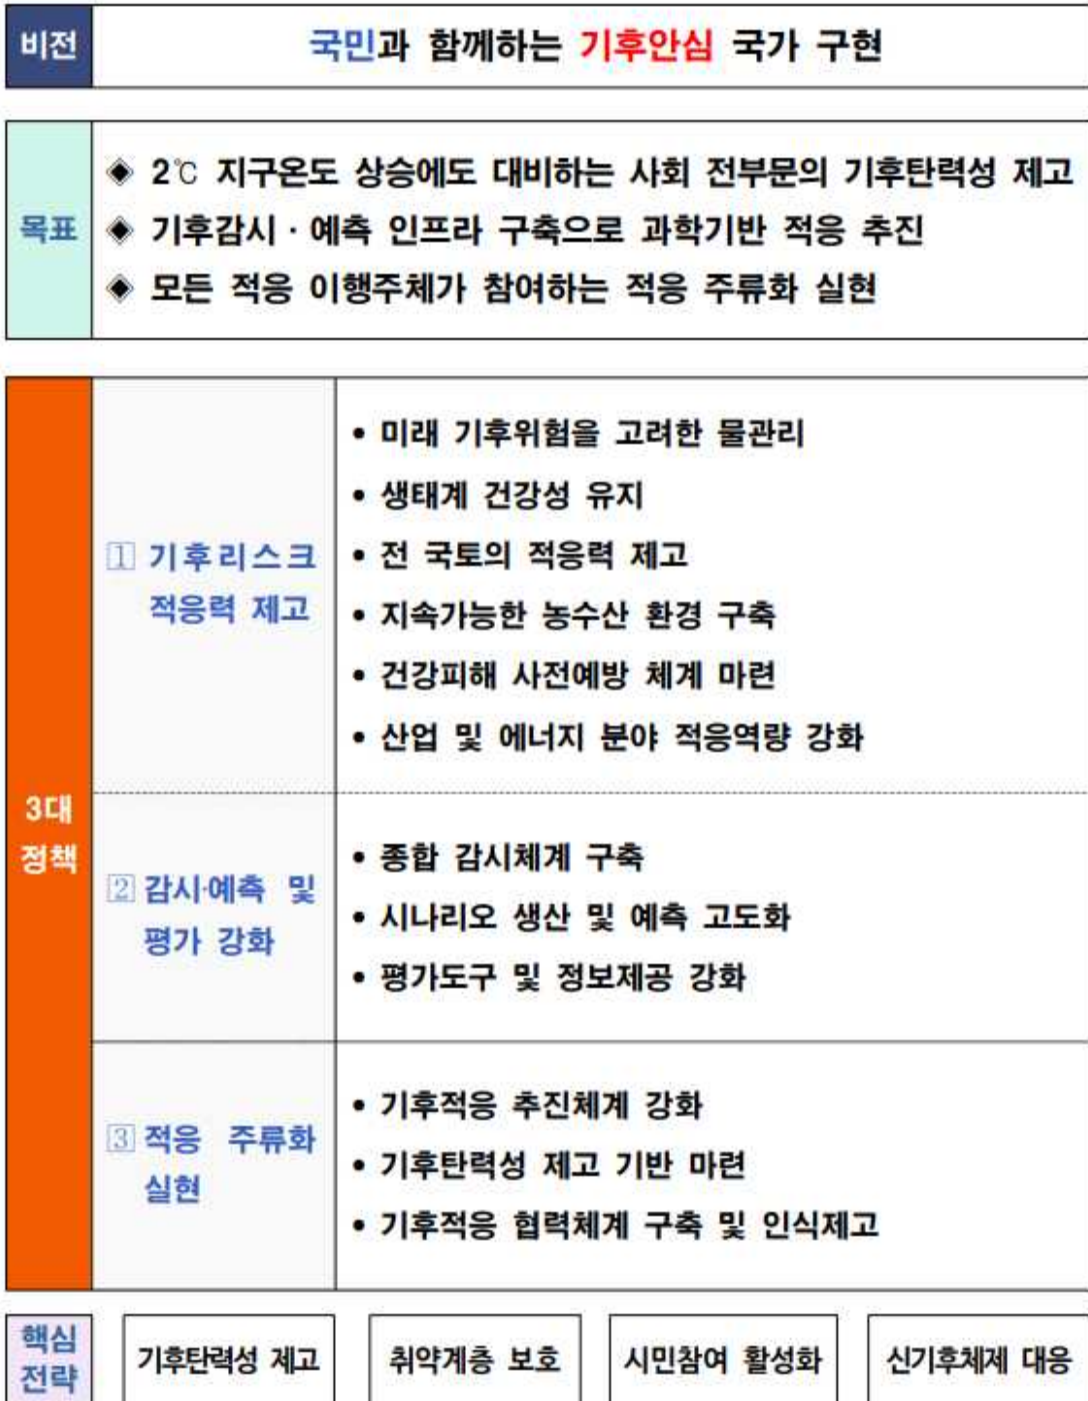 비전
국민과 함께하는 기후안심 국가 구현
목표
◈ 2℃ 지구온도 상승에도 대비하는 사회 전부문의 기후탄력성 제고
◈ 기후감시·예측 인프라 구축으로 과학기반 적응 추진
◈ 모든 적응 이행주체가 참여하는 적응 주류화 실현
3대
정책
1 기후리스크
적응력 제고
• 미래 기후위험을 고려한 물관리
• 생태계 건강성 유지
• 전 국토의 적응력 제고
• 지속가능한 농수산 환경 구축
• 건강피해 사전예방 체계 마련
• 산업 및 에너지 분야 적응역량 강화
2 감시·예측 및
평가 강화
• 종합 감시체계 구축
• 시나리오 생산 및 예측 고도화
• 평가도구 및 정보제공 강화
3 적응 주류화
실현
• 기후적응 추진체계 강화
• 기후탄력성 제고 기반 마련
• 기후적응 협력체계 구축 및 인식제고
핵심
전략
기후탄력성 제고
취약계층 보호
시민참여 활성화
신기후체제 대응